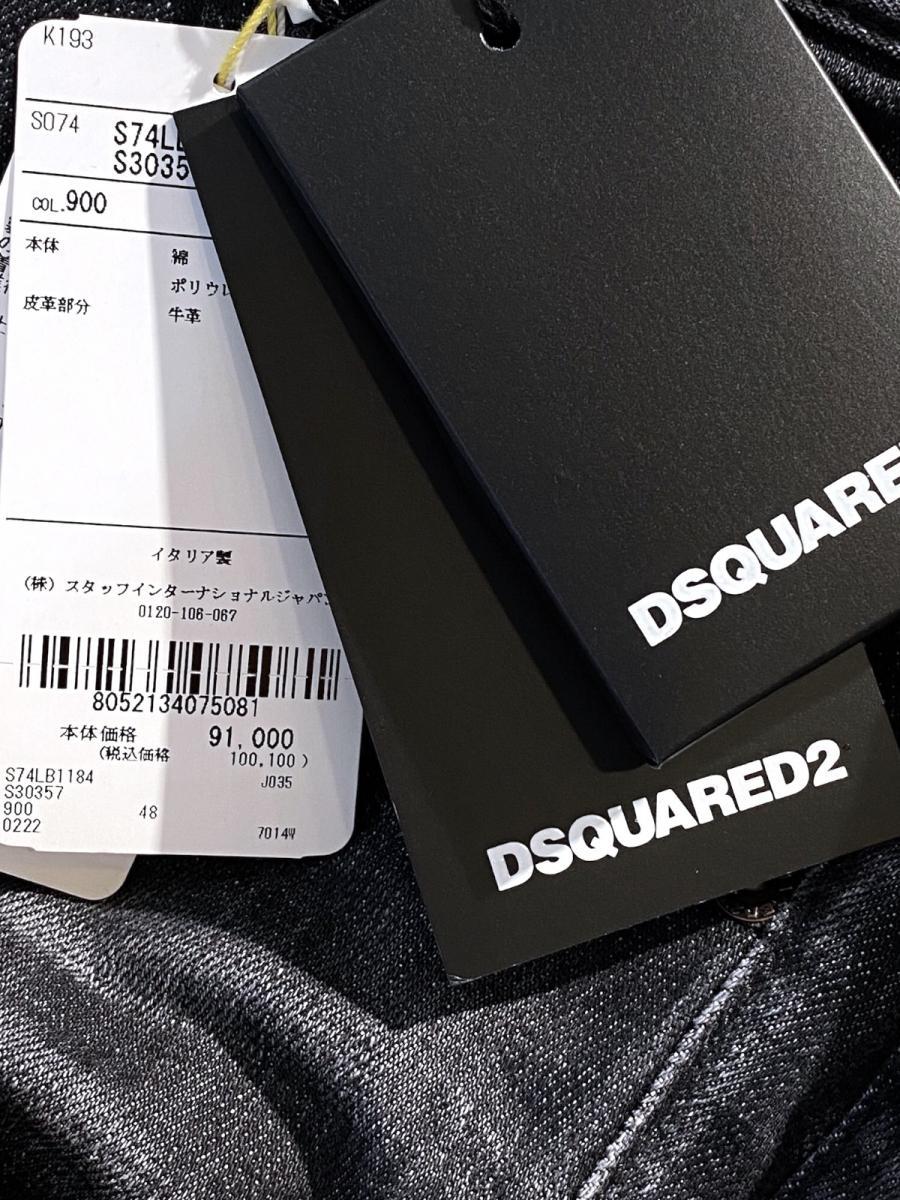 K193
S074
S74L
S3035
COL.900
本体 綿
ポリウレ
皮革部分 牛革
イタリア製
(株) スタッフインターナショナルジャパン
0120-106-067
8052134075081
本体価格 91,000
(税込価格 100,100)
S74LB1184 J035
S30357
900 48
0222 7014W
DSQUARE
DSQUARED2